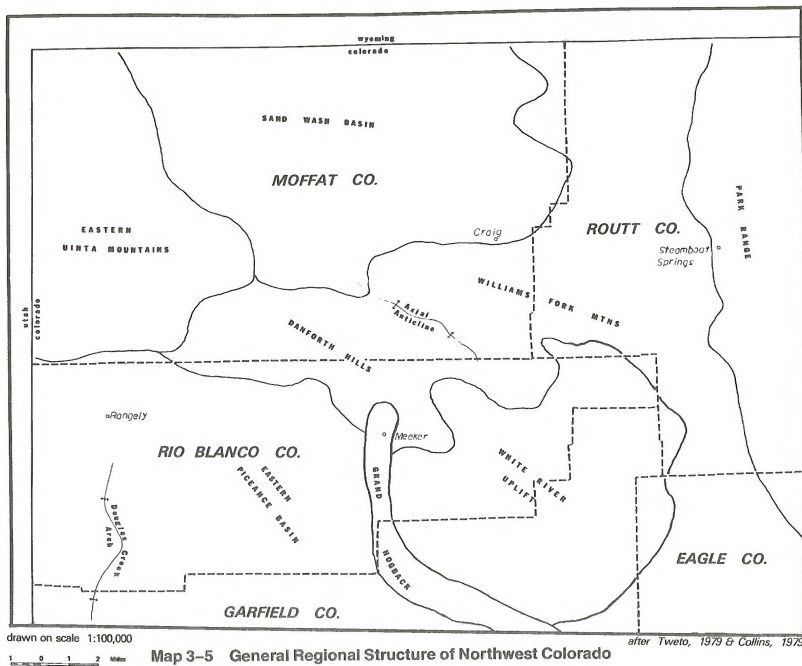 wyoming
colorado
SAND WASH BASIN
MOFFAT CO.
EASTERN
UINTA MOUNTAINS
Craig
ROUTT CO.
Steamboat
Springs
PARK RANGE
utah
colorado
WILLIAMS FORK MTNS
Axial
Anticline
DANFORTH HILLS
Rangely
Meeker
RIO BLANCO CO.
EASTERN
PICEANCE BASIN
GRAND
HOGBACK
WHITE RIVER
UPLIFT
Douglas Creek
Arch
EAGLE CO.
GARFIELD CO.
drawn on scale 1:100,000
after Tweto, 1979 & Collins, 1975
1 0 1 2 Miles
Map 3–5 General Regional Structure of Northwest Colorado